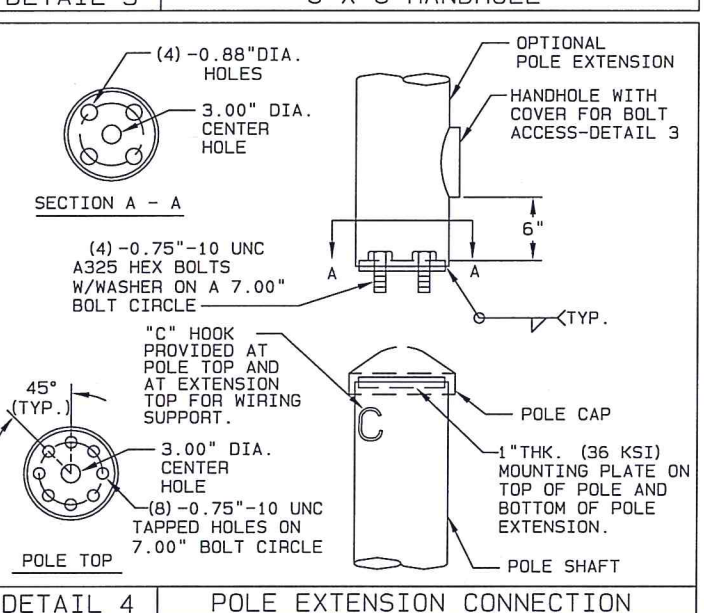 (4)-0.88"DIA.
HOLES
3.00" DIA.
CENTER
HOLE
SECTION A - A
OPTIONAL
POLE EXTENSION
HANDHOLE WITH
COVER FOR BOLT
ACCESS-DETAIL 3
6"
A
A
(4)-0.75"-10 UNC
A325 HEX BOLTS
W/WASHER ON A 7.00"
BOLT CIRCLE
TYP.
"C" HOOK
PROVIDED AT
POLE TOP AND
AT EXTENSION
TOP FOR WIRING
SUPPORT.
45°
(TYP.)
3.00" DIA.
CENTER
HOLE
(8)-0.75"-10 UNC
TAPPED HOLES ON
7.00" BOLT CIRCLE
POLE TOP
POLE CAP
1"THK. (36 KSI)
MOUNTING PLATE ON
TOP OF POLE AND
BOTTOM OF POLE
EXTENSION.
POLE SHAFT
DETAIL 4
POLE EXTENSION CONNECTION